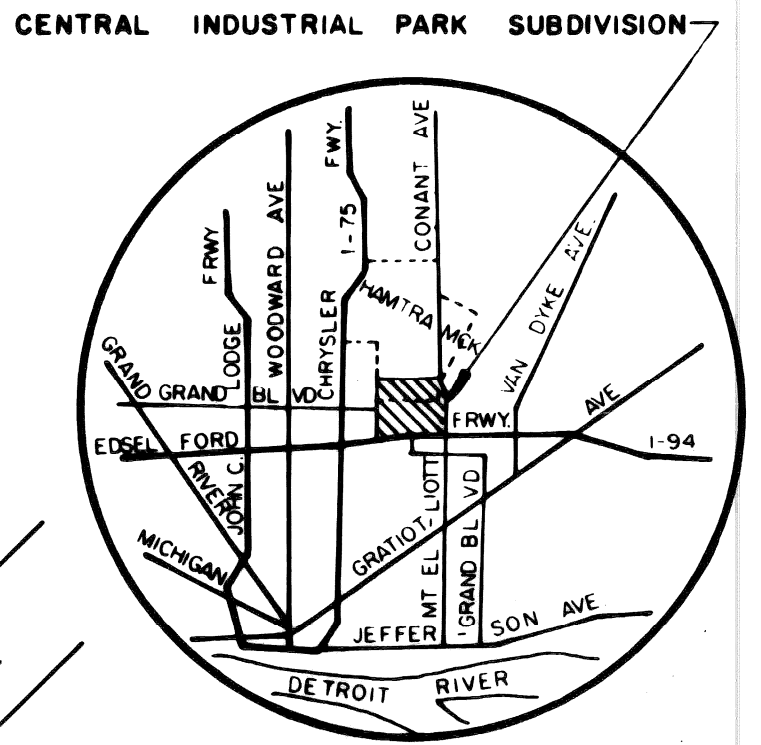 CENTRAL INDUSTRIAL PARK SUBDIVISION
FRWY
LODGE
JOHN C.
WOODWARD AVE
FWY.
I-75
CHRYSLER
CONANT AVE
HAMTRAMCK
VAN DYKE AVE.
GRAND
RIVER
GRAND BLVD
EDSEL FORD
FRWY.
I-94
MICHIGAN
GRATIOT
AVE
MT ELLIOTT
GRAND BLVD
JEFFERSON AVE
DETROIT RIVER